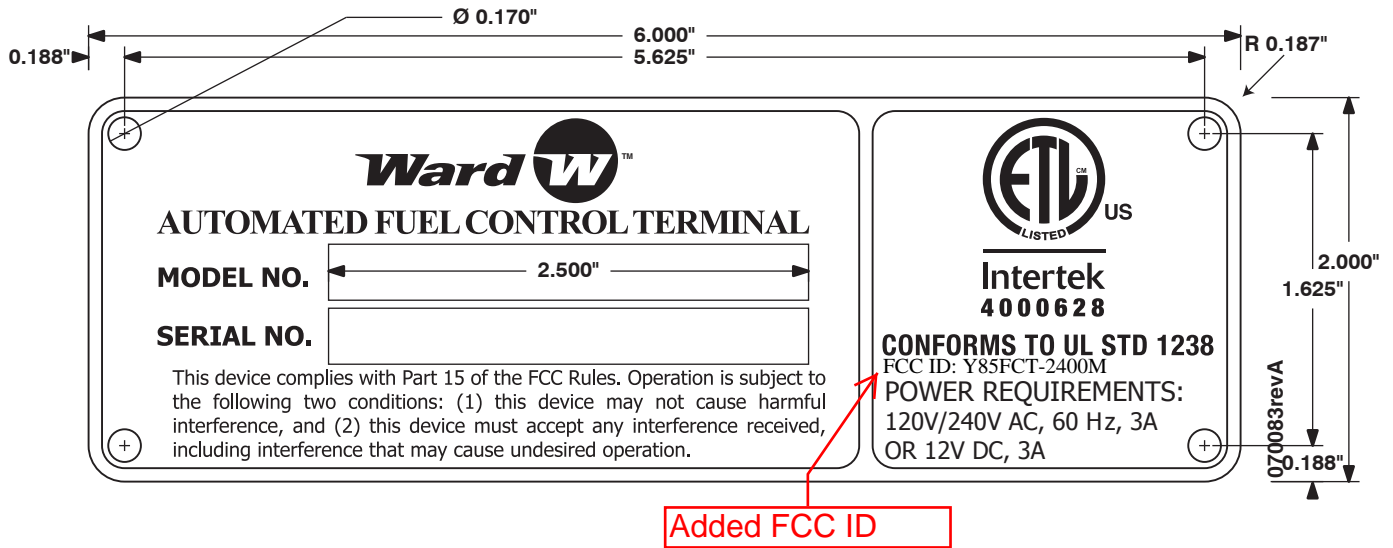 Ø 0.170"
6.000"
0.188"
5.625"
R 0.187"
Ward W ™
AUTOMATED FUEL CONTROL TERMINAL
MODEL NO.
2.500"
SERIAL NO.
This device complies with Part 15 of the FCC Rules. Operation is subject to
the following two conditions: (1) this device may not cause harmful
interference, and (2) this device must accept any interference received,
including interference that may cause undesired operation.
ETL CM
LISTED
US
Intertek
4000628
CONFORMS TO UL STD 1238
FCC ID: Y85FCT-2400M
POWER REQUIREMENTS:
120V/240V AC, 60 Hz, 3A
OR 12V DC, 3A
070083revA
2.000"
1.625"
0.188"
Added FCC ID